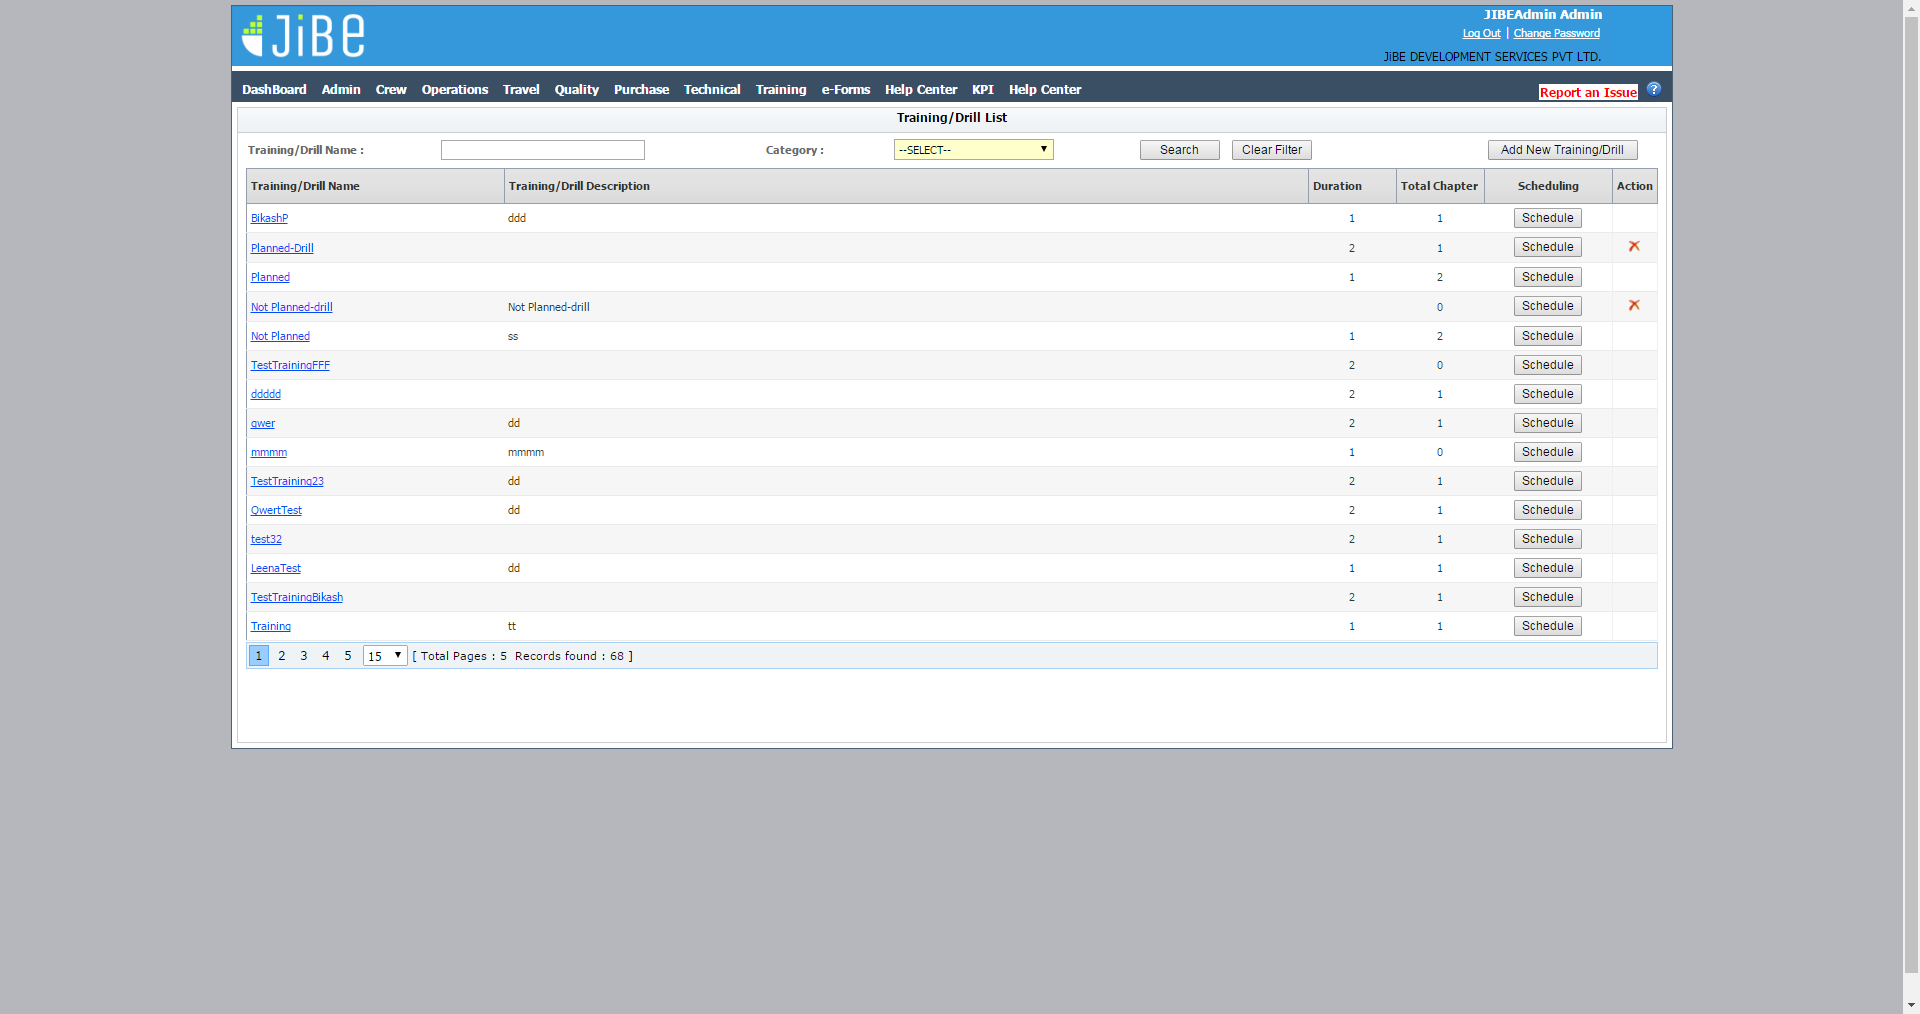 JiBE
JIBEAdmin Admin
Log Out | Change Password
JiBE DEVELOPMENT SERVICES PVT LTD.
DashBoard Admin Crew Operations Travel Quality Purchase Technical Training e-Forms Help Center KPI Help Center Report an Issue ?
Training/Drill List
Training/Drill Name : Category : --SELECT-- Search Clear Filter Add New Training/Drill
Training/Drill Name Training/Drill Description Duration Total Chapter Scheduling Action
BikashP ddd 1 1 Schedule
Planned-Drill 2 1 Schedule
Planned 1 2 Schedule
Not Planned-drill Not Planned-drill 0 Schedule
Not Planned ss 1 2 Schedule
TestTrainingFFF 2 0 Schedule
ddddd 2 1 Schedule
qwer dd 2 1 Schedule
mmmm mmmm 1 0 Schedule
TestTraining23 dd 2 1 Schedule
QwertTest dd 2 1 Schedule
test32 2 1 Schedule
LeenaTest dd 1 1 Schedule
TestTrainingBikash 2 1 Schedule
Training tt 1 1 Schedule
1 2 3 4 5 15 [ Total Pages : 5 Records found : 68 ]